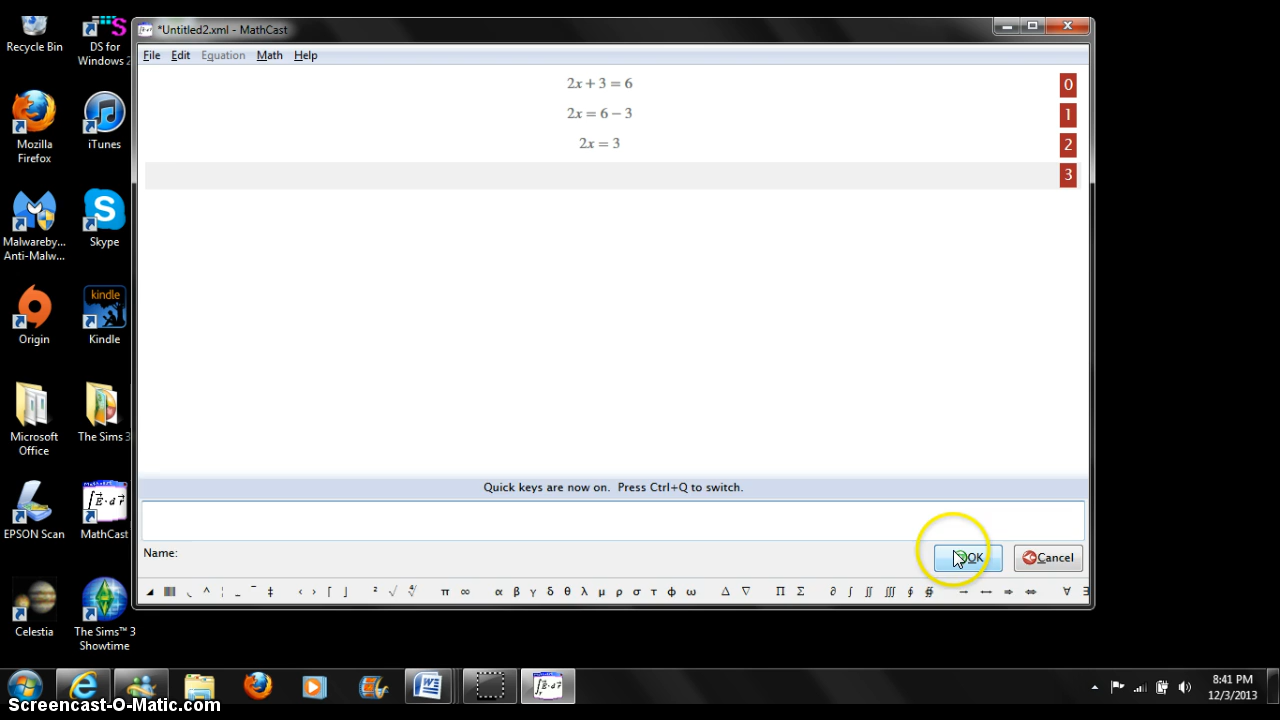 *Untitled2.xml - MathCast
File Edit Equation Math Help
2x + 3 = 6
0
2x = 6 − 3
1
2x = 3
2
3
Quick keys are now on. Press Ctrl+Q to switch.
Name:
OK
Cancel
π ∞ α β γ δ θ λ μ ρ σ τ φ ω Δ ∇ Π Σ ∂ ∫ ∬ ∭ ∮ ∯ → ↔ ⇒ ⇔ ∀ ∃
Recycle Bin
DS for
Windows 2
Mozilla
Firefox
iTunes
Malwareby...
Anti-Malw...
Skype
Origin
kindle
Kindle
Microsoft
Office
The Sims 3
EPSON Scan
MathCast
Celestia
The Sims™ 3
Showtime
8:41 PM
12/3/2013
Screencast-O-Matic.com